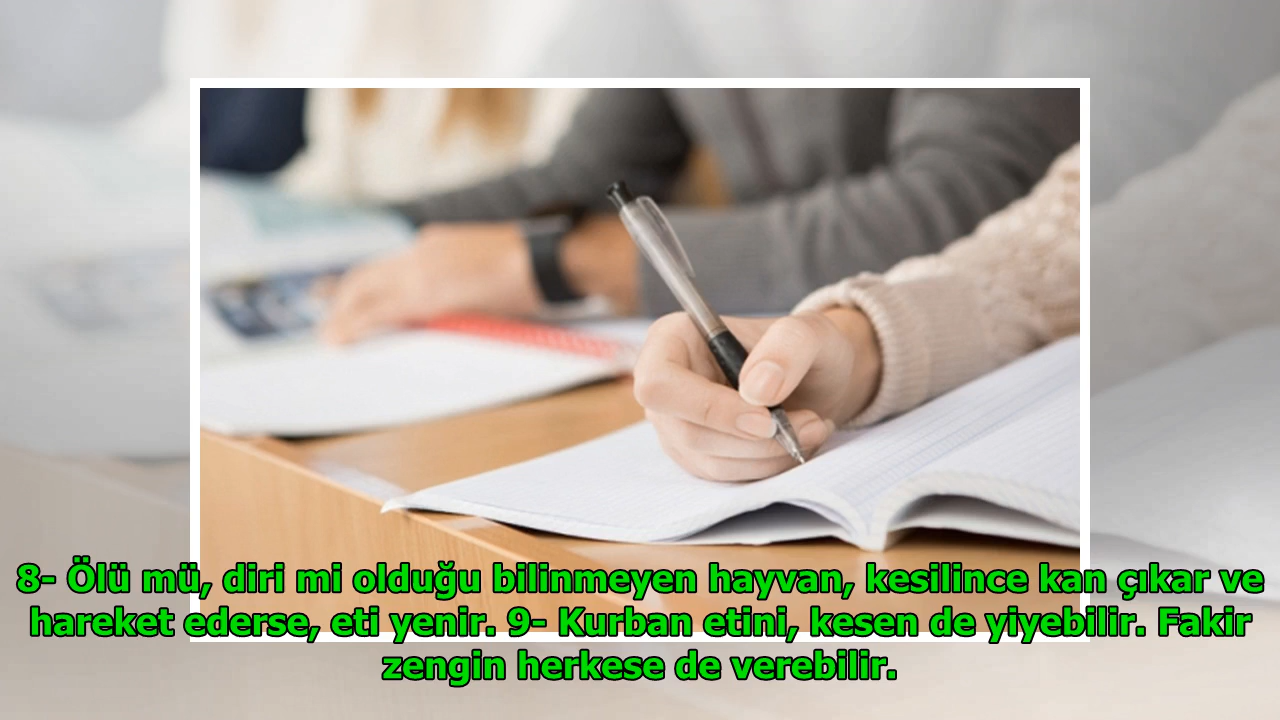 8- Ölü mü, diri mi olduğu bilinmeyen hayvan, kesilince kan çıkar ve
hareket ederse, eti yenir. 9- Kurban etini, kesen de yiyebilir. Fakir
zengin herkese de verebilir.